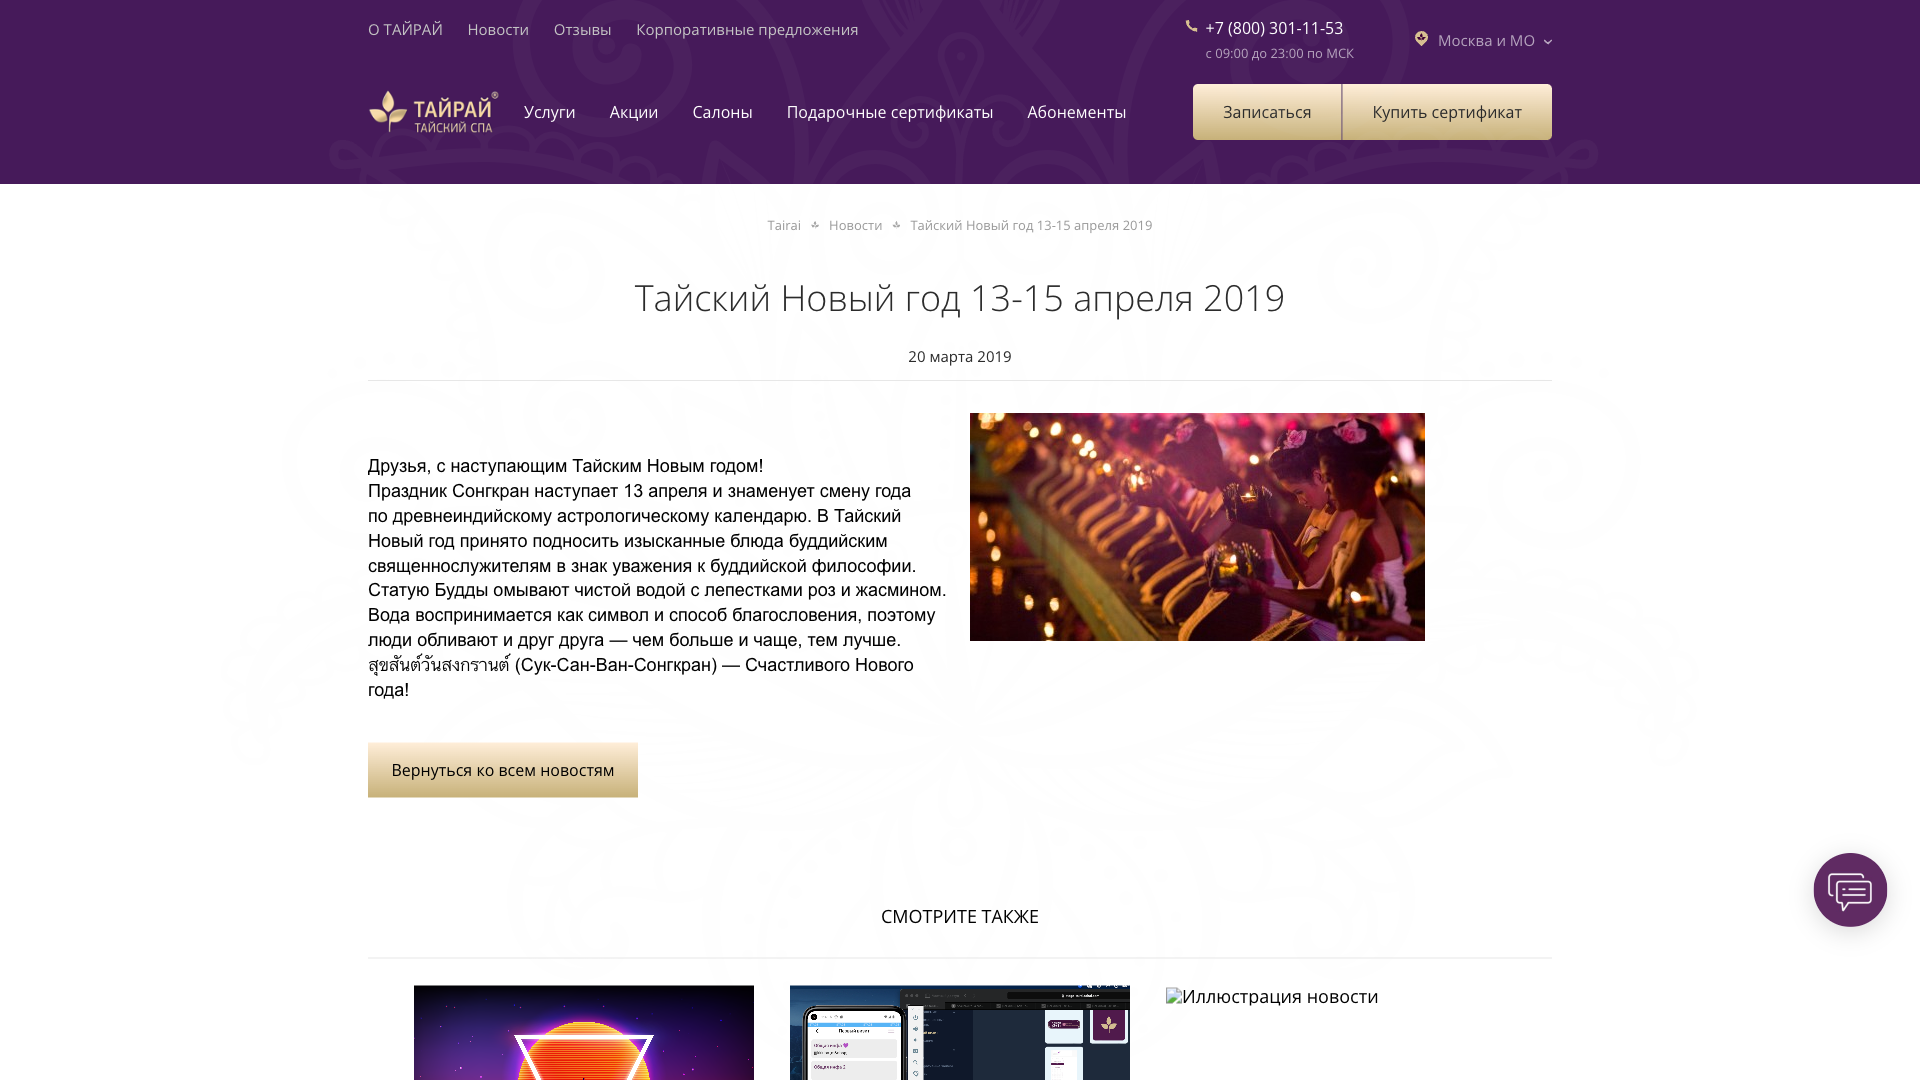 О ТАЙРАЙ Новости Отзывы Корпоративные предложения
+7 (800) 301-11-53
с 09:00 до 23:00 по МСК
Москва и МО
ТАЙРАЙ®
ТАЙСКИЙ СПА
Услуги Акции Салоны Подарочные сертификаты Абонементы
Записаться Купить сертификат
Tairai Новости Тайский Новый год 13-15 апреля 2019
Тайский Новый год 13-15 апреля 2019
20 марта 2019
Друзья, с наступающим Тайским Новым годом!
Праздник Сонгкран наступает 13 апреля и знаменует смену года
по древнеиндийскому астрологическому календарю. В Тайский
Новый год принято подносить изысканные блюда буддийским
священнослужителям в знак уважения к буддийской философии.
Статую Будды омывают чистой водой с лепестками роз и жасмином.
Вода воспринимается как символ и способ благословения, поэтому
люди обливают и друг друга — чем больше и чаще, тем лучше.
สุขสันต์วันสงกรานต์ (Сук-Сан-Ван-Сонгкран) — Счастливого Нового
года!
Вернуться ко всем новостям
СМОТРИТЕ ТАКЖЕ
Первый визит
Общая инфа 2
Иллюстрация новости